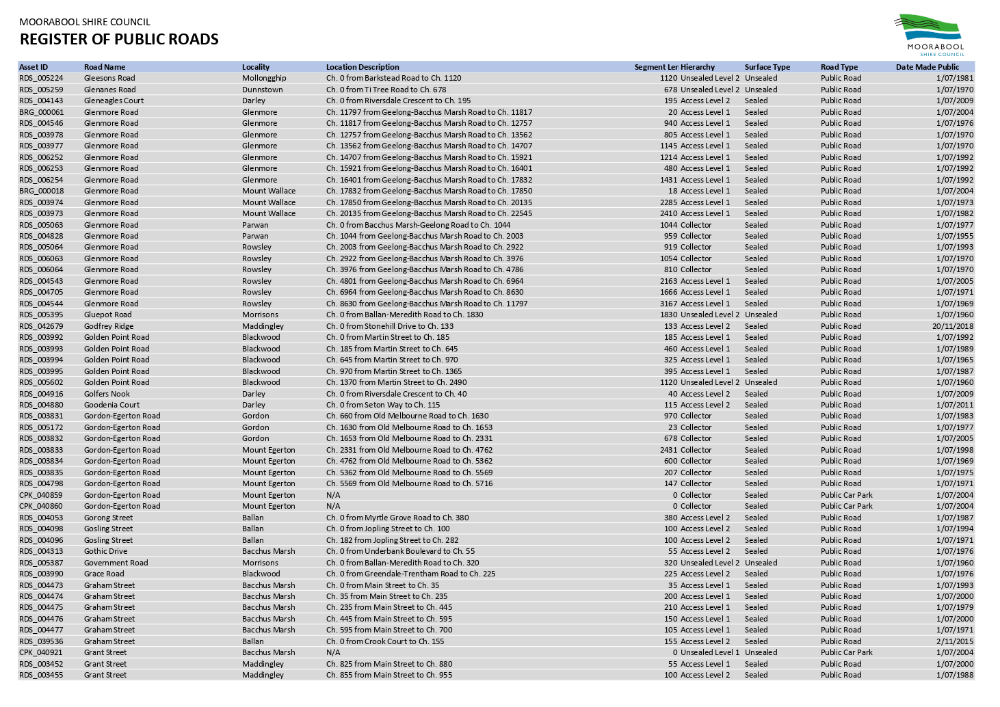 MOORABOOL SHIRE COUNCIL
REGISTER OF PUBLIC ROADS
MOORABOOL
SHIRE COUNCIL
Asset ID Road Name Locality Location Description Segment Len Hierarchy Surface Type Road Type Date Made Public
RDS_005224 Gleesons Road Mollongghip Ch. 0 from Barkstead Road to Ch. 1120 1120 Unsealed Level 2 Unsealed Public Road 1/07/1981
RDS_005259 Glenanes Road Dunnstown Ch. 0 from Ti Tree Road to Ch. 678 678 Unsealed Level 2 Unsealed Public Road 1/07/1970
RDS_004143 Gleneagles Court Darley Ch. 0 from Riversdale Crescent to Ch. 195 195 Access Level 2 Sealed Public Road 1/07/2009
BRG_000061 Glenmore Road Glenmore Ch. 11797 from Geelong-Bacchus Marsh Road to Ch. 11817 20 Access Level 1 Sealed Public Road 1/07/2004
RDS_004546 Glenmore Road Glenmore Ch. 11817 from Geelong-Bacchus Marsh Road to Ch. 12757 940 Access Level 1 Sealed Public Road 1/07/1976
RDS_003978 Glenmore Road Glenmore Ch. 12757 from Geelong-Bacchus Marsh Road to Ch. 13562 805 Access Level 1 Sealed Public Road 1/07/1970
RDS_003977 Glenmore Road Glenmore Ch. 13562 from Geelong-Bacchus Marsh Road to Ch. 14707 1145 Access Level 1 Sealed Public Road 1/07/1970
RDS_006252 Glenmore Road Glenmore Ch. 14707 from Geelong-Bacchus Marsh Road to Ch. 15921 1214 Access Level 1 Sealed Public Road 1/07/1992
RDS_006253 Glenmore Road Glenmore Ch. 15921 from Geelong-Bacchus Marsh Road to Ch. 16401 480 Access Level 1 Sealed Public Road 1/07/1992
RDS_006254 Glenmore Road Glenmore Ch. 16401 from Geelong-Bacchus Marsh Road to Ch. 17832 1431 Access Level 1 Sealed Public Road 1/07/1992
BRG_000018 Glenmore Road Mount Wallace Ch. 17832 from Geelong-Bacchus Marsh Road to Ch. 17850 18 Access Level 1 Sealed Public Road 1/07/2004
RDS_003974 Glenmore Road Mount Wallace Ch. 17850 from Geelong-Bacchus Marsh Road to Ch. 20135 2285 Access Level 1 Sealed Public Road 1/07/1973
RDS_003973 Glenmore Road Mount Wallace Ch. 20135 from Geelong-Bacchus Marsh Road to Ch. 22545 2410 Access Level 1 Sealed Public Road 1/07/1982
RDS_005063 Glenmore Road Parwan Ch. 0 from Bacchus Marsh-Geelong Road to Ch. 1044 1044 Collector Sealed Public Road 1/07/1977
RDS_004828 Glenmore Road Parwan Ch. 1044 from Geelong-Bacchus Marsh Road to Ch. 2003 959 Collector Sealed Public Road 1/07/1955
RDS_005064 Glenmore Road Rowsley Ch. 2003 from Geelong-Bacchus Marsh Road to Ch. 2922 919 Collector Sealed Public Road 1/07/1993
RDS_006063 Glenmore Road Rowsley Ch. 2922 from Geelong-Bacchus Marsh Road to Ch. 3976 1054 Collector Sealed Public Road 1/07/1970
RDS_006064 Glenmore Road Rowsley Ch. 3976 from Geelong-Bacchus Marsh Road to Ch. 4786 810 Collector Sealed Public Road 1/07/1970
RDS_004543 Glenmore Road Rowsley Ch. 4801 from Geelong-Bacchus Marsh Road to Ch. 6964 2163 Access Level 1 Sealed Public Road 1/07/2005
RDS_004705 Glenmore Road Rowsley Ch. 6964 from Geelong-Bacchus Marsh Road to Ch. 8630 1666 Access Level 1 Sealed Public Road 1/07/1971
RDS_004544 Glenmore Road Rowsley Ch. 8630 from Geelong-Bacchus Marsh Road to Ch. 11797 3167 Access Level 1 Sealed Public Road 1/07/1969
RDS_005395 Gluepot Road Morrisons Ch. 0 from Ballan-Meredith Road to Ch. 1830 1830 Unsealed Level 2 Unsealed Public Road 1/07/1960
RDS_042679 Godfrey Ridge Maddingley Ch. 0 from Stonehill Drive to Ch. 133 133 Access Level 2 Sealed Public Road 20/11/2018
RDS_003992 Golden Point Road Blackwood Ch. 0 from Martin Street to Ch. 185 185 Access Level 1 Sealed Public Road 1/07/1992
RDS_003993 Golden Point Road Blackwood Ch. 185 from Martin Street to Ch. 645 460 Access Level 1 Sealed Public Road 1/07/1989
RDS_003994 Golden Point Road Blackwood Ch. 645 from Martin Street to Ch. 970 325 Access Level 1 Sealed Public Road 1/07/1965
RDS_003995 Golden Point Road Blackwood Ch. 970 from Martin Street to Ch. 1365 395 Access Level 1 Sealed Public Road 1/07/1987
RDS_005602 Golden Point Road Blackwood Ch. 1370 from Martin Street to Ch. 2490 1120 Unsealed Level 2 Unsealed Public Road 1/07/1960
RDS_004916 Golfers Nook Darley Ch. 0 from Riversdale Crescent to Ch. 40 40 Access Level 2 Sealed Public Road 1/07/2009
RDS_004880 Goodenia Court Darley Ch. 0 from Seton Way to Ch. 115 115 Access Level 2 Sealed Public Road 1/07/2011
RDS_003831 Gordon-Egerton Road Gordon Ch. 660 from Old Melbourne Road to Ch. 1630 970 Collector Sealed Public Road 1/07/1983
RDS_005172 Gordon-Egerton Road Gordon Ch. 1630 from Old Melbourne Road to Ch. 1653 23 Collector Sealed Public Road 1/07/1977
RDS_003832 Gordon-Egerton Road Gordon Ch. 1653 from Old Melbourne Road to Ch. 2331 678 Collector Sealed Public Road 1/07/2005
RDS_003833 Gordon-Egerton Road Mount Egerton Ch. 2331 from Old Melbourne Road to Ch. 4762 2431 Collector Sealed Public Road 1/07/1998
RDS_003834 Gordon-Egerton Road Mount Egerton Ch. 4762 from Old Melbourne Road to Ch. 5362 600 Collector Sealed Public Road 1/07/1969
RDS_003835 Gordon-Egerton Road Mount Egerton Ch. 5362 from Old Melbourne Road to Ch. 5569 207 Collector Sealed Public Road 1/07/1975
RDS_004798 Gordon-Egerton Road Mount Egerton Ch. 5569 from Old Melbourne Road to Ch. 5716 147 Collector Sealed Public Road 1/07/1971
CPK_040859 Gordon-Egerton Road Mount Egerton N/A 0 Collector Sealed Public Car Park 1/07/2004
CPK_040860 Gordon-Egerton Road Mount Egerton N/A 0 Collector Sealed Public Car Park 1/07/2004
RDS_004053 Gorong Street Ballan Ch. 0 from Myrtle Grove Road to Ch. 380 380 Access Level 2 Sealed Public Road 1/07/1987
RDS_004098 Gosling Street Ballan Ch. 0 from Jopling Street to Ch. 100 100 Access Level 2 Sealed Public Road 1/07/1994
RDS_004096 Gosling Street Ballan Ch. 182 from Jopling Street to Ch. 282 100 Access Level 2 Sealed Public Road 1/07/1971
RDS_004313 Gothic Drive Bacchus Marsh Ch. 0 from Underbank Boulevard to Ch. 55 55 Access Level 2 Sealed Public Road 1/07/1976
RDS_005387 Government Road Morrisons Ch. 0 from Ballan-Meredith Road to Ch. 320 320 Unsealed Level 2 Unsealed Public Road 1/07/1960
RDS_003990 Grace Road Blackwood Ch. 0 from Greendale-Trentham Road to Ch. 225 225 Access Level 2 Sealed Public Road 1/07/1976
RDS_004473 Graham Street Bacchus Marsh Ch. 0 from Main Street to Ch. 35 35 Access Level 1 Sealed Public Road 1/07/1993
RDS_004474 Graham Street Bacchus Marsh Ch. 35 from Main Street to Ch. 235 200 Access Level 1 Sealed Public Road 1/07/2000
RDS_004475 Graham Street Bacchus Marsh Ch. 235 from Main Street to Ch. 445 210 Access Level 1 Sealed Public Road 1/07/1979
RDS_004476 Graham Street Bacchus Marsh Ch. 445 from Main Street to Ch. 595 150 Access Level 1 Sealed Public Road 1/07/2000
RDS_004477 Graham Street Bacchus Marsh Ch. 595 from Main Street to Ch. 700 105 Access Level 1 Sealed Public Road 1/07/1971
RDS_039536 Graham Street Ballan Ch. 0 from Crook Court to Ch. 155 155 Access Level 2 Sealed Public Road 2/11/2015
CPK_040921 Grant Street Bacchus Marsh N/A 0 Unsealed Level 1 Unsealed Public Car Park 1/07/2004
RDS_003452 Grant Street Maddingley Ch. 825 from Main Street to Ch. 880 55 Access Level 1 Sealed Public Road 1/07/2000
RDS_003455 Grant Street Maddingley Ch. 855 from Main Street to Ch. 955 100 Access Level 2 Sealed Public Road 1/07/1988